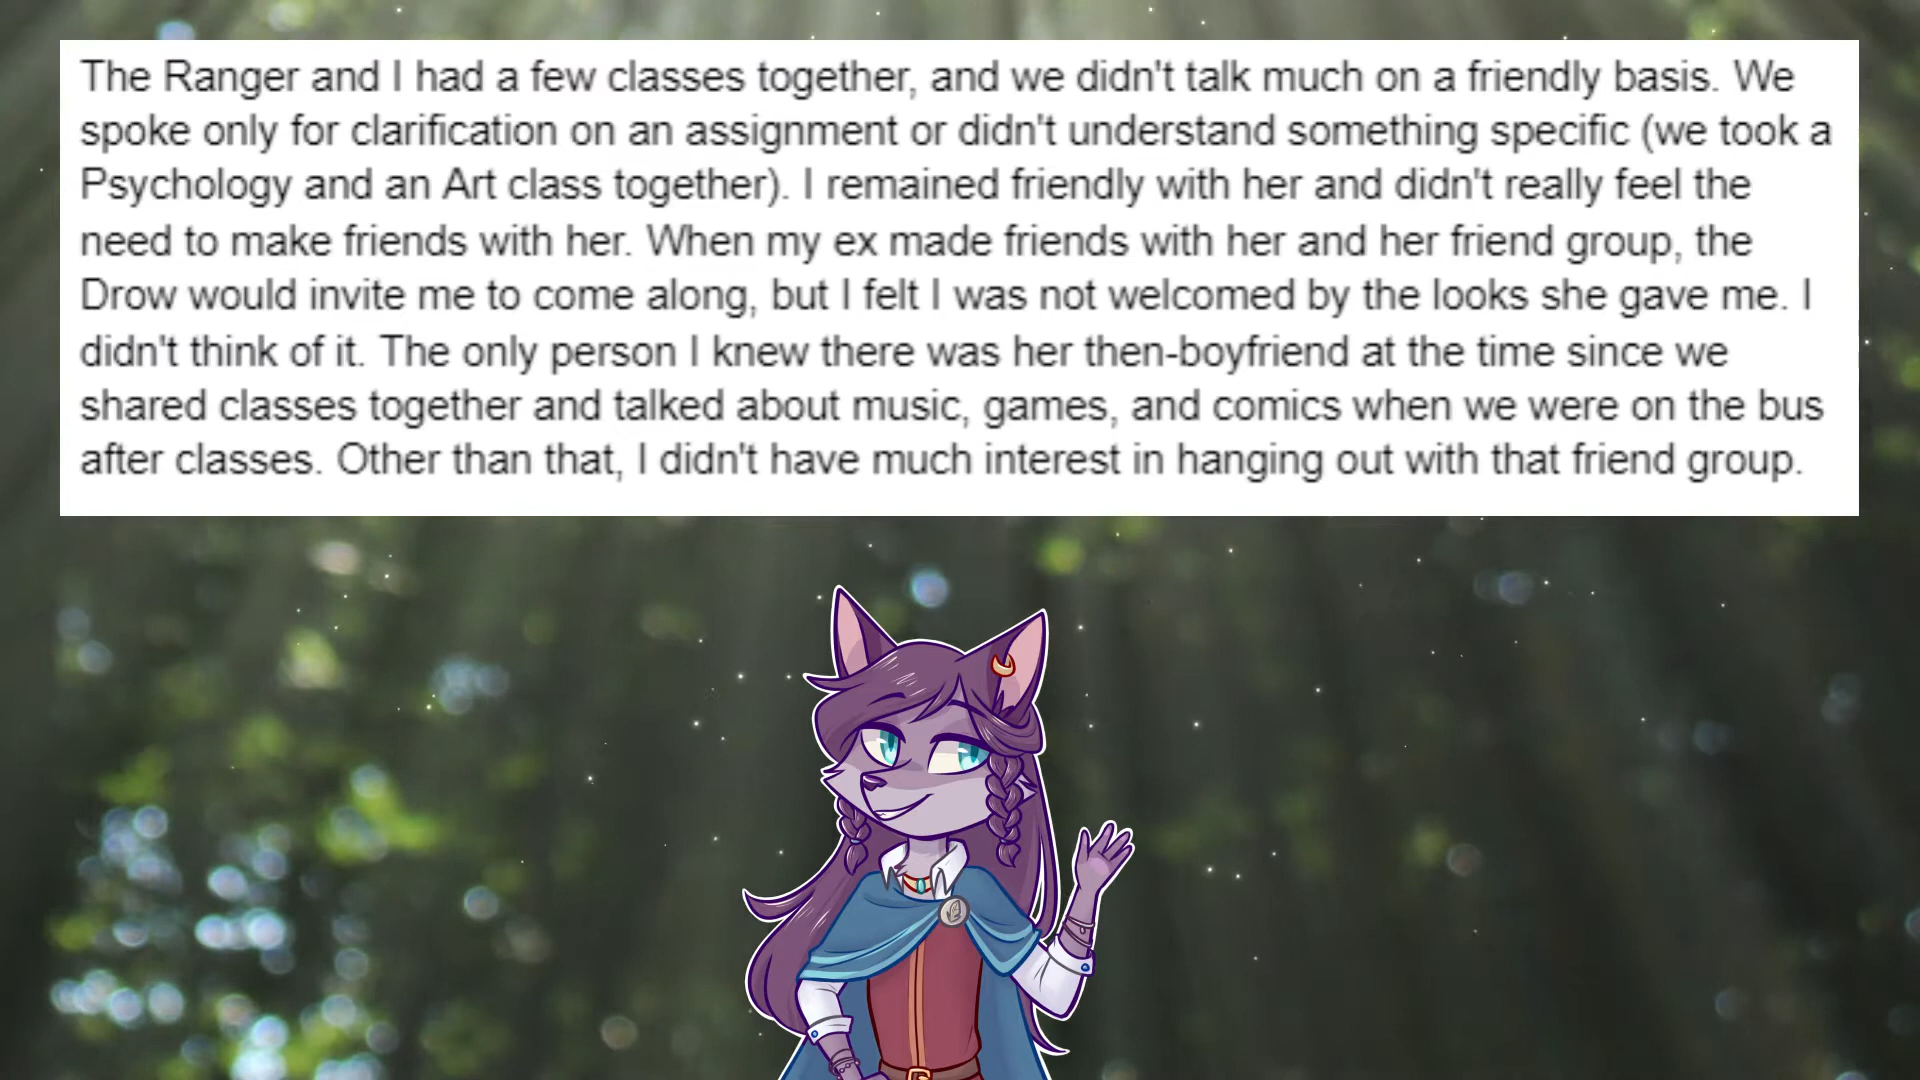 The Ranger and I had a few classes together, and we didn't talk much on a friendly basis. We
spoke only for clarification on an assignment or didn't understand something specific (we took a
Psychology and an Art class together). I remained friendly with her and didn't really feel the
need to make friends with her. When my ex made friends with her and her friend group, the
Drow would invite me to come along, but I felt I was not welcomed by the looks she gave me. I
didn't think of it. The only person I knew there was her then-boyfriend at the time since we
shared classes together and talked about music, games, and comics when we were on the bus
after classes. Other than that, I didn't have much interest in hanging out with that friend group.